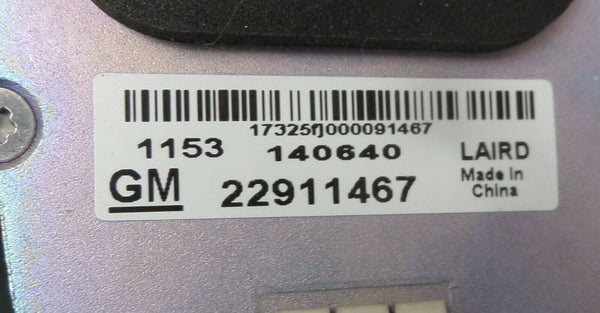 17325fJ000091467
1153 140640 LAIRD
GM 22911467 Made in
China